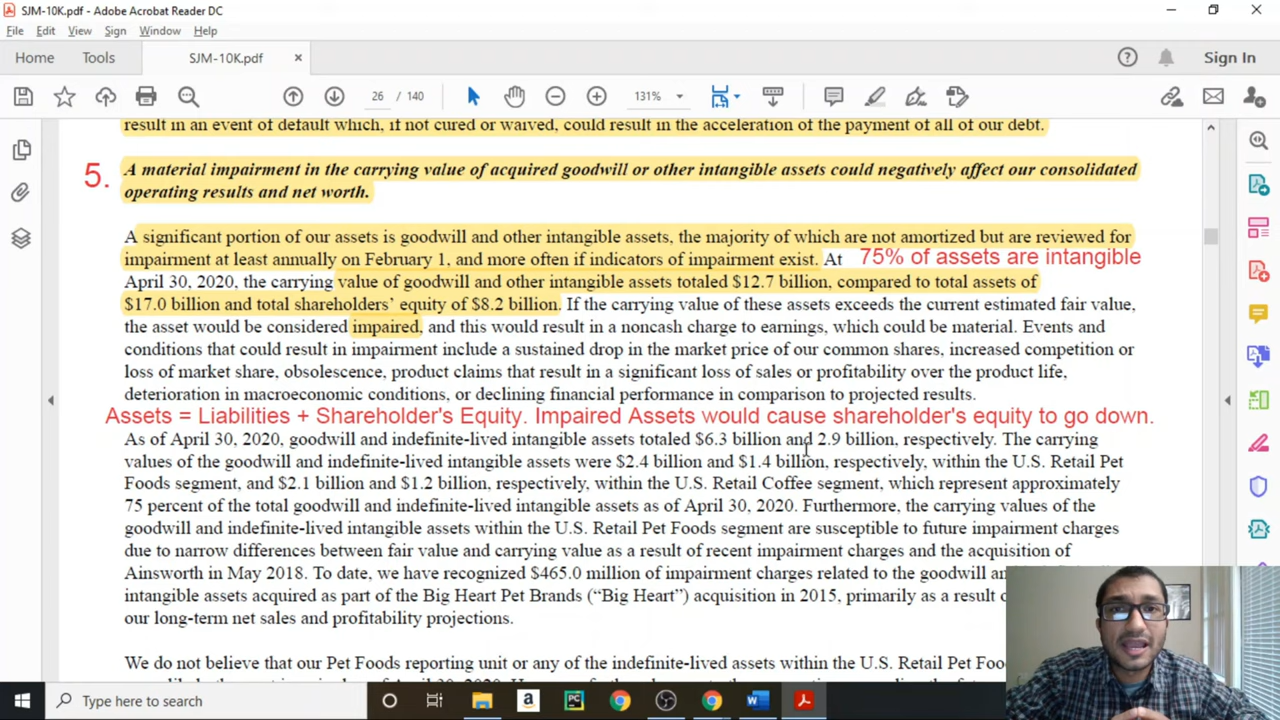 SJM-10K.pdf - Adobe Acrobat Reader DC
File Edit View Sign Window Help
Home Tools SJM-10K.pdf × Sign In
26 / 140 131%
result in an event of default which, if not cured or waived, could result in the acceleration of the payment of all of our debt.
5. A material impairment in the carrying value of acquired goodwill or other intangible assets could negatively affect our consolidated
operating results and net worth.
A significant portion of our assets is goodwill and other intangible assets, the majority of which are not amortized but are reviewed for
impairment at least annually on February 1, and more often if indicators of impairment exist. At 75% of assets are intangible
April 30, 2020, the carrying value of goodwill and other intangible assets totaled $12.7 billion, compared to total assets of
$17.0 billion and total shareholders' equity of $8.2 billion. If the carrying value of these assets exceeds the current estimated fair value,
the asset would be considered impaired, and this would result in a noncash charge to earnings, which could be material. Events and
conditions that could result in impairment include a sustained drop in the market price of our common shares, increased competition or
loss of market share, obsolescence, product claims that result in a significant loss of sales or profitability over the product life,
deterioration in macroeconomic conditions, or declining financial performance in comparison to projected results.
Assets = Liabilities + Shareholder's Equity. Impaired Assets would cause shareholder's equity to go down.
As of April 30, 2020, goodwill and indefinite-lived intangible assets totaled $6.3 billion and 2.9 billion, respectively. The carrying
values of the goodwill and indefinite-lived intangible assets were $2.4 billion and $1.4 billion, respectively, within the U.S. Retail Pet
Foods segment, and $2.1 billion and $1.2 billion, respectively, within the U.S. Retail Coffee segment, which represent approximately
75 percent of the total goodwill and indefinite-lived intangible assets as of April 30, 2020. Furthermore, the carrying values of the
goodwill and indefinite-lived intangible assets within the U.S. Retail Pet Foods segment are susceptible to future impairment charges
due to narrow differences between fair value and carrying value as a result of recent impairment charges and the acquisition of
Ainsworth in May 2018. To date, we have recognized $465.0 million of impairment charges related to the goodwill an
intangible assets acquired as part of the Big Heart Pet Brands ("Big Heart") acquisition in 2015, primarily as a result o
our long-term net sales and profitability projections.
We do not believe that our Pet Foods reporting unit or any of the indefinite-lived assets within the U.S. Retail Pet Foo
Type here to search